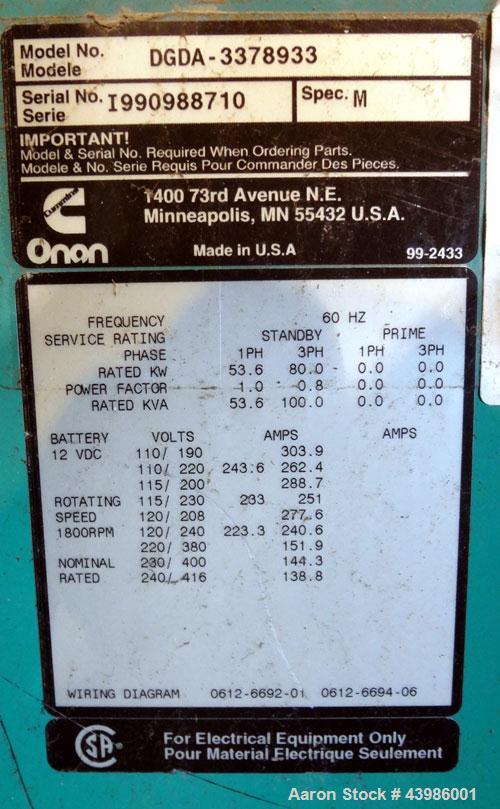 Model No. DGDA-3378933
Modele
Serial No. I990988710 Spec. M
Serie
IMPORTANT!
Model & Serial No. Required When Ordering Parts.
Modele & No. Serie Requis Pour Commander Des Pieces.
Cummins
1400 73rd Avenue N.E.
Minneapolis, MN 55432 U.S.A.
Onan Made in U.S.A 99-2433
FREQUENCY 60 HZ
SERVICE RATING STANDBY PRIME
PHASE 1PH 3PH 1PH 3PH
RATED KW 53.6 80.0 0.0 0.0
POWER FACTOR 1.0 0.8 0.0 0.0
RATED KVA 53.6 100.0 0.0 0.0
BATTERY VOLTS AMPS AMPS
12 VDC 110/ 190 303.9
110/ 220 243.6 262.4
115/ 200 288.7
ROTATING 115/ 230 233 251
SPEED 120/ 208 277.6
1800RPM 120/ 240 223.3 240.6
220/ 380 151.9
NOMINAL 230/ 400 144.3
RATED 240/ 416 138.8
WIRING DIAGRAM 0612-6692-01 0612-6694-06
SA
For Electrical Equipment Only
Pour Material Electrique Seulement
Aaron Stock # 43986001